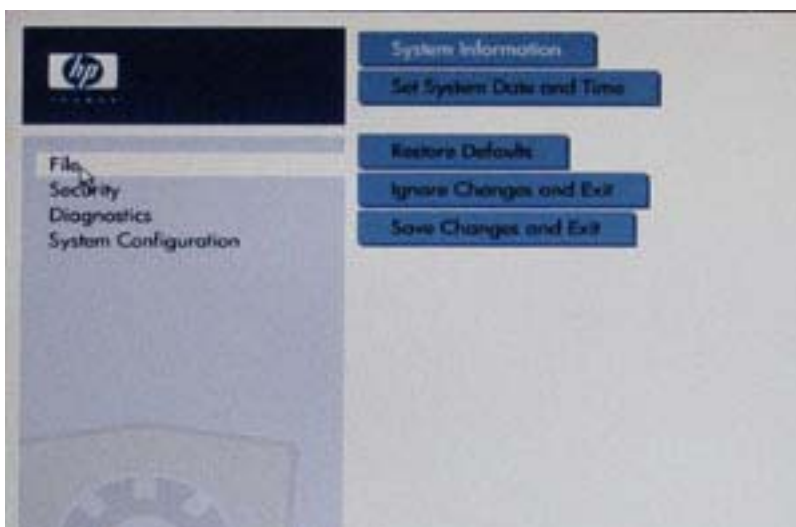 hp
File
Security
Diagnostics
System Configuration
System Information
Set System Date and Time
Restore Defaults
Ignore Changes and Exit
Save Changes and Exit